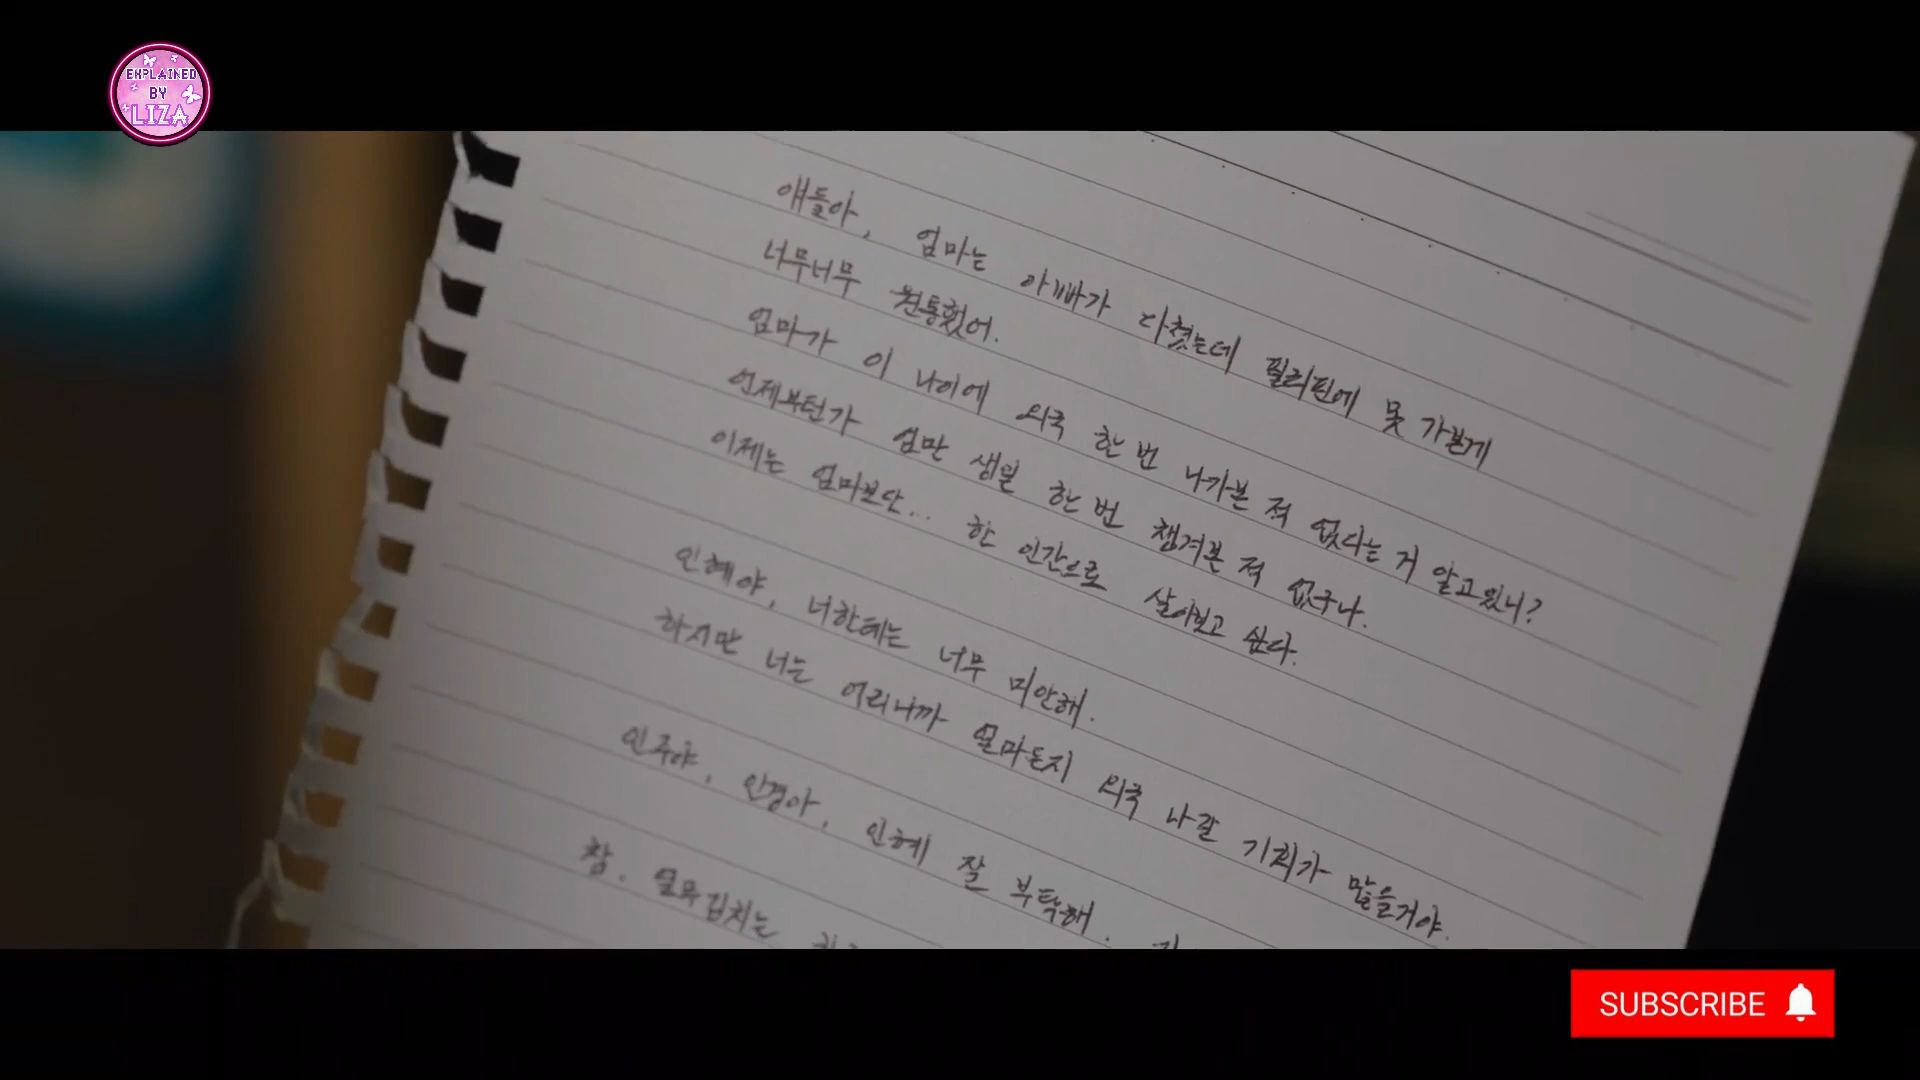 EXPLAINED
BY
LIZA
얘들아, 엄마는 아빠가 다쳤는데 필리핀에 못 가본게
너무너무 원통했어.
엄마가 이 나이에 외국 한 번 나가본 적 없다는 거 알고있니?
언제부턴가 엄만 생일 한 번 챙겨본 적 없구나.
이제는 엄마보단... 한 인간으로 살아보고 싶다.
인혜야, 너한테는 너무 미안해.
하지만 너는 어리니까 얼마든지 외국 나갈 기회가 많을거야.
인주야, 인경아, 인혜 잘 부탁해.
참. 열무김치는
SUBSCRIBE